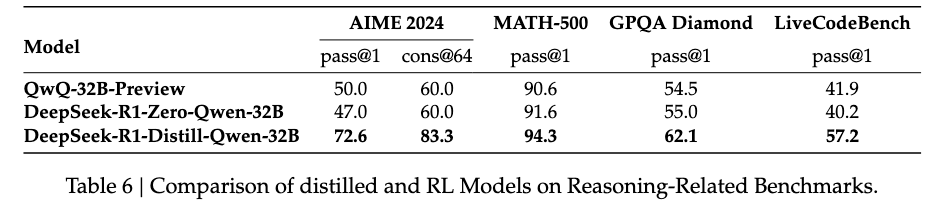 Model AIME 2024 MATH-500 GPQA Diamond LiveCodeBench
pass@1 cons@64 pass@1 pass@1 pass@1
QwQ-32B-Preview 50.0 60.0 90.6 54.5 41.9
DeepSeek-R1-Zero-Qwen-32B 47.0 60.0 91.6 55.0 40.2
DeepSeek-R1-Distill-Qwen-32B 72.6 83.3 94.3 62.1 57.2
Table 6 | Comparison of distilled and RL Models on Reasoning-Related Benchmarks.